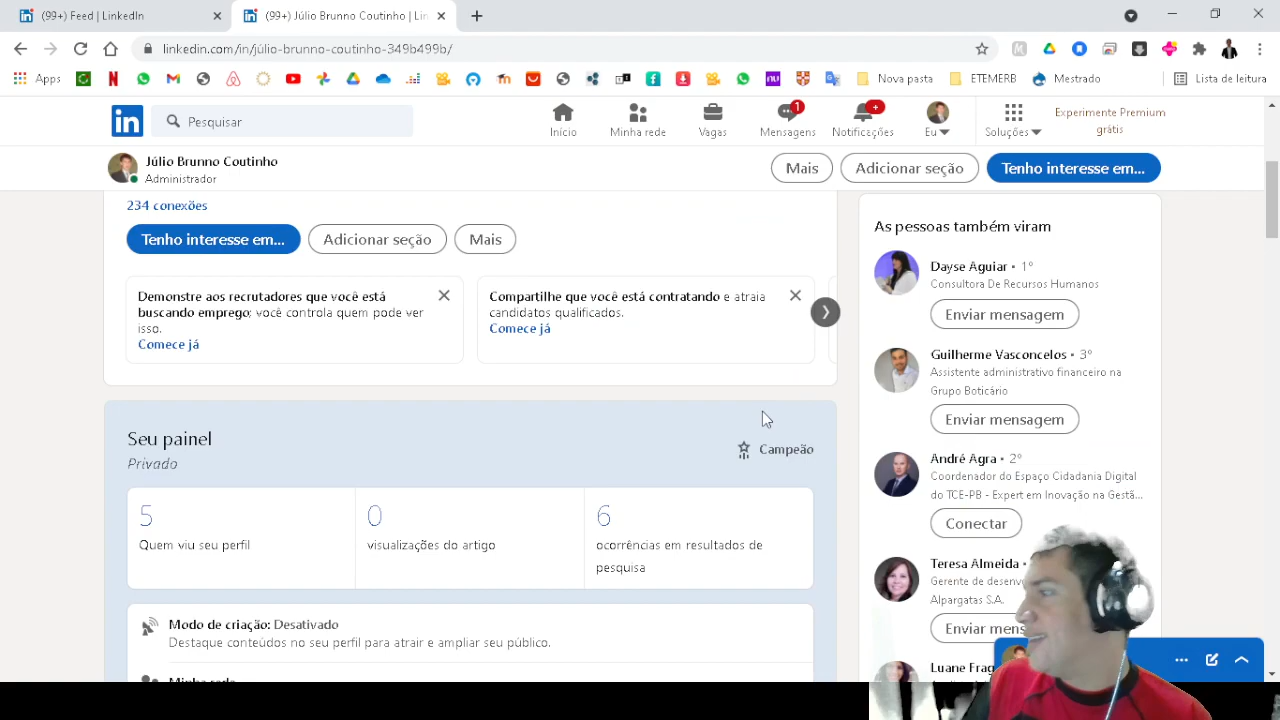 (99+) Feed | LinkedIn
(99+) Júlio Brunno Coutinho | Lin
linkedin.com/in/júlio-brunno-coutinho-349b499b/
Apps
Nova pasta
ETEMERB
Mestrado
Lista de leitura
in
Pesquisar
Início
Minha rede
Vagas
1
Mensagens
+
Notificações
Eu
Soluções
Experimente Premium
grátis
Júlio Brunno Coutinho
Administrador
Mais
Adicionar seção
Tenho interesse em...
234 conexões
Tenho interesse em...
Adicionar seção
Mais
Demonstre aos recrutadores que você está
buscando emprego; você controla quem pode ver
isso.
Comece já
Compartilhe que você está contratando e atraia
candidatos qualificados.
Comece já
Seu painel
Privado
Campeão
5
Quem viu seu perfil
0
visualizações do artigo
6
ocorrências em resultados de
pesquisa
Modo de criação: Desativado
Destaque conteúdos no seu perfil para atrair e ampliar seu público.
Minha rede
As pessoas também viram
Dayse Aguiar • 1º
Consultora De Recursos Humanos
Enviar mensagem
Guilherme Vasconcelos • 3º
Assistente administrativo financeiro na
Grupo Boticário
Enviar mensagem
André Agra • 2º
Coordenador do Espaço Cidadania Digital
do TCE-PB - Expert em Inovação na Gestã...
Conectar
Teresa Almeida •
Gerente de desenv
Alpargatas S.A.
Enviar mens
Luane Frag